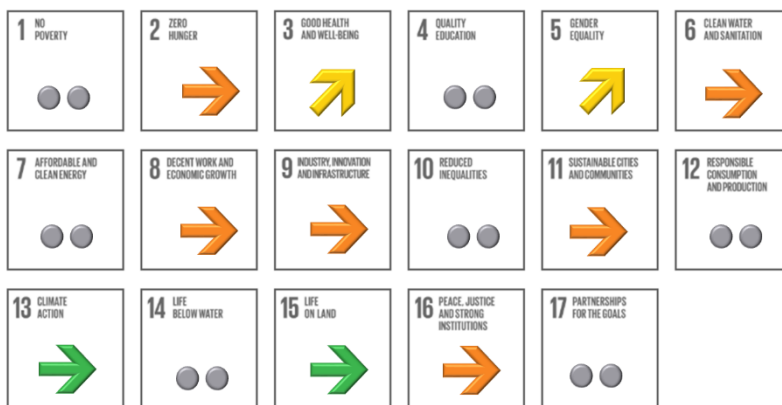 1 NO
POVERTY
2 ZERO
HUNGER
3 GOOD HEALTH
AND WELL-BEING
4 QUALITY
EDUCATION
5 GENDER
EQUALITY
6 CLEAN WATER
AND SANITATION
7 AFFORDABLE AND
CLEAN ENERGY
8 DECENT WORK AND
ECONOMIC GROWTH
9 INDUSTRY, INNOVATION
AND INFRASTRUCTURE
10 REDUCED
INEQUALITIES
11 SUSTAINABLE CITIES
AND COMMUNITIES
12 RESPONSIBLE
CONSUMPTION
AND PRODUCTION
13 CLIMATE
ACTION
14 LIFE
BELOW WATER
15 LIFE
ON LAND
16 PEACE, JUSTICE
AND STRONG
INSTITUTIONS
17 PARTNERSHIPS
FOR THE GOALS